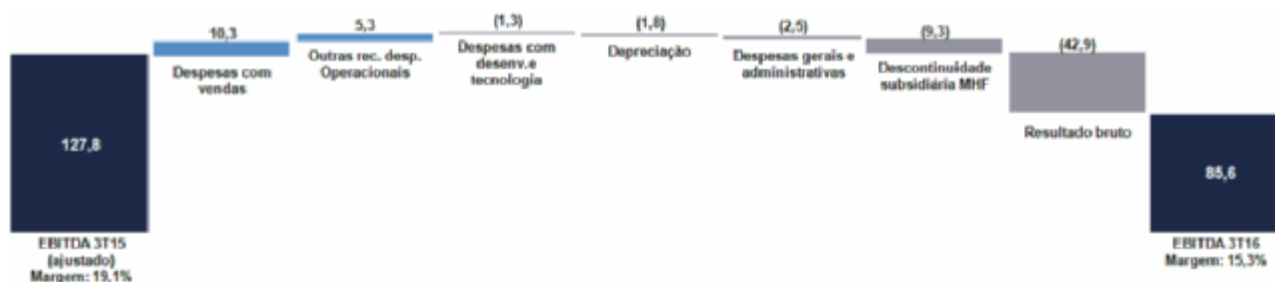 10,3
Despesas com
vendas
5,3
Outras rec. desp.
Operacionais
(1,3)
Despesas com
desenv.e
tecnologia
(1,8)
Depreciação
(2,5)
Despesas gerais e
administrativas
(9,3)
Descontinuidade
subsidiária MHF
(42,9)
Resultado bruto
127,8
EBITDA 3T15
(ajustado)
Margem: 19,1%
85,6
EBITDA 3T16
Margem: 15,3%